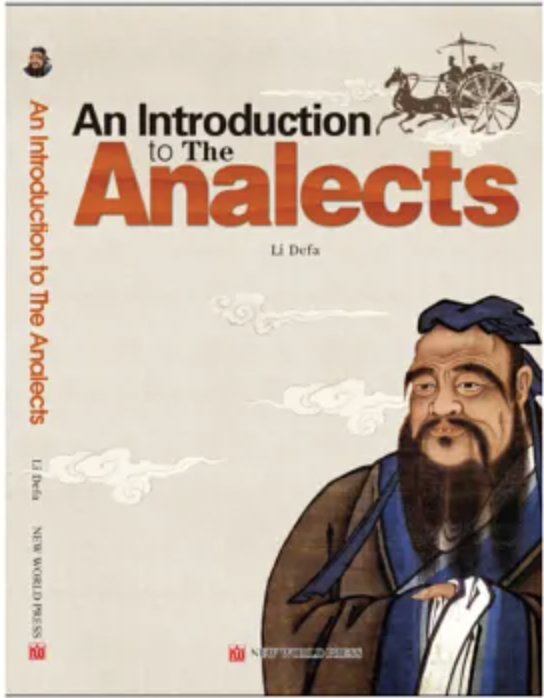 An Introduction to The Analects
Li Defa
NEW WORLD PRESS
An Introduction
to The
Analects
Li Defa
NEW WORLD PRESS